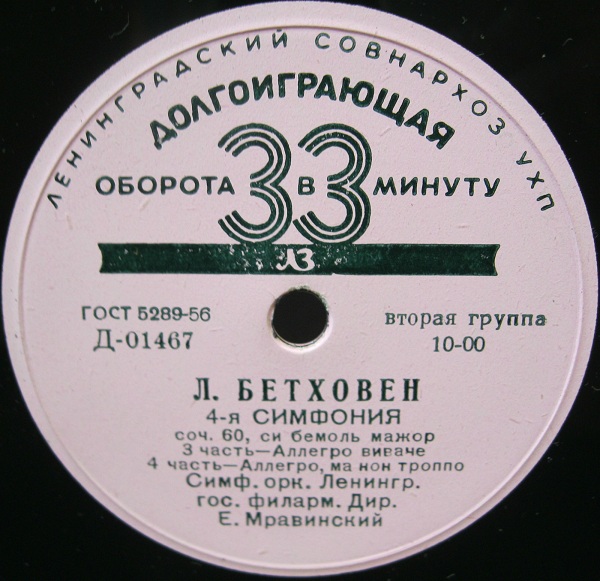 ЛЕНИНГРАДСКИЙ СОВНАРХОЗ УХП
ДОЛГОИГРАЮЩАЯ
ОБОРОТА 33 В МИНУТУ
ЛЗ
ГОСТ 5289-56
Д-01467
вторая группа
10-00
Л. БЕТХОВЕН
4-я СИМФОНИЯ
соч. 60, си бемоль мажор
3 часть—Аллегро виваче
4 часть—Аллегро, ма нон троппо
Симф. орк. Ленингр.
гос. филарм. Дир.
Е. Мравинский